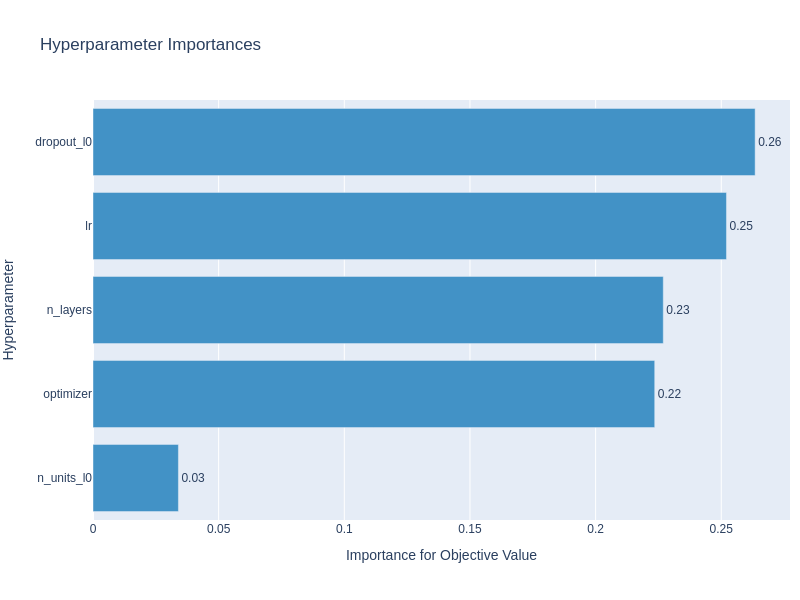 Hyperparameter Importances
Hyperparameter
dropout_l0
0.26
lr
0.25
n_layers
0.23
optimizer
0.22
n_units_l0
0.03
0 0.05 0.1 0.15 0.2 0.25
Importance for Objective Value